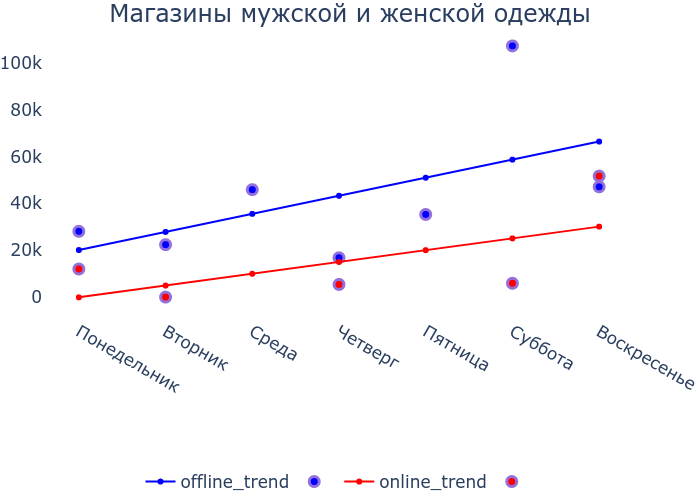 Магазины мужской и женской одежды
100k
80k
60k
40k
20k
0
Понедельник
Вторник
Среда
Четверг
Пятница
Суббота
Воскресенье
offline_trend
online_trend